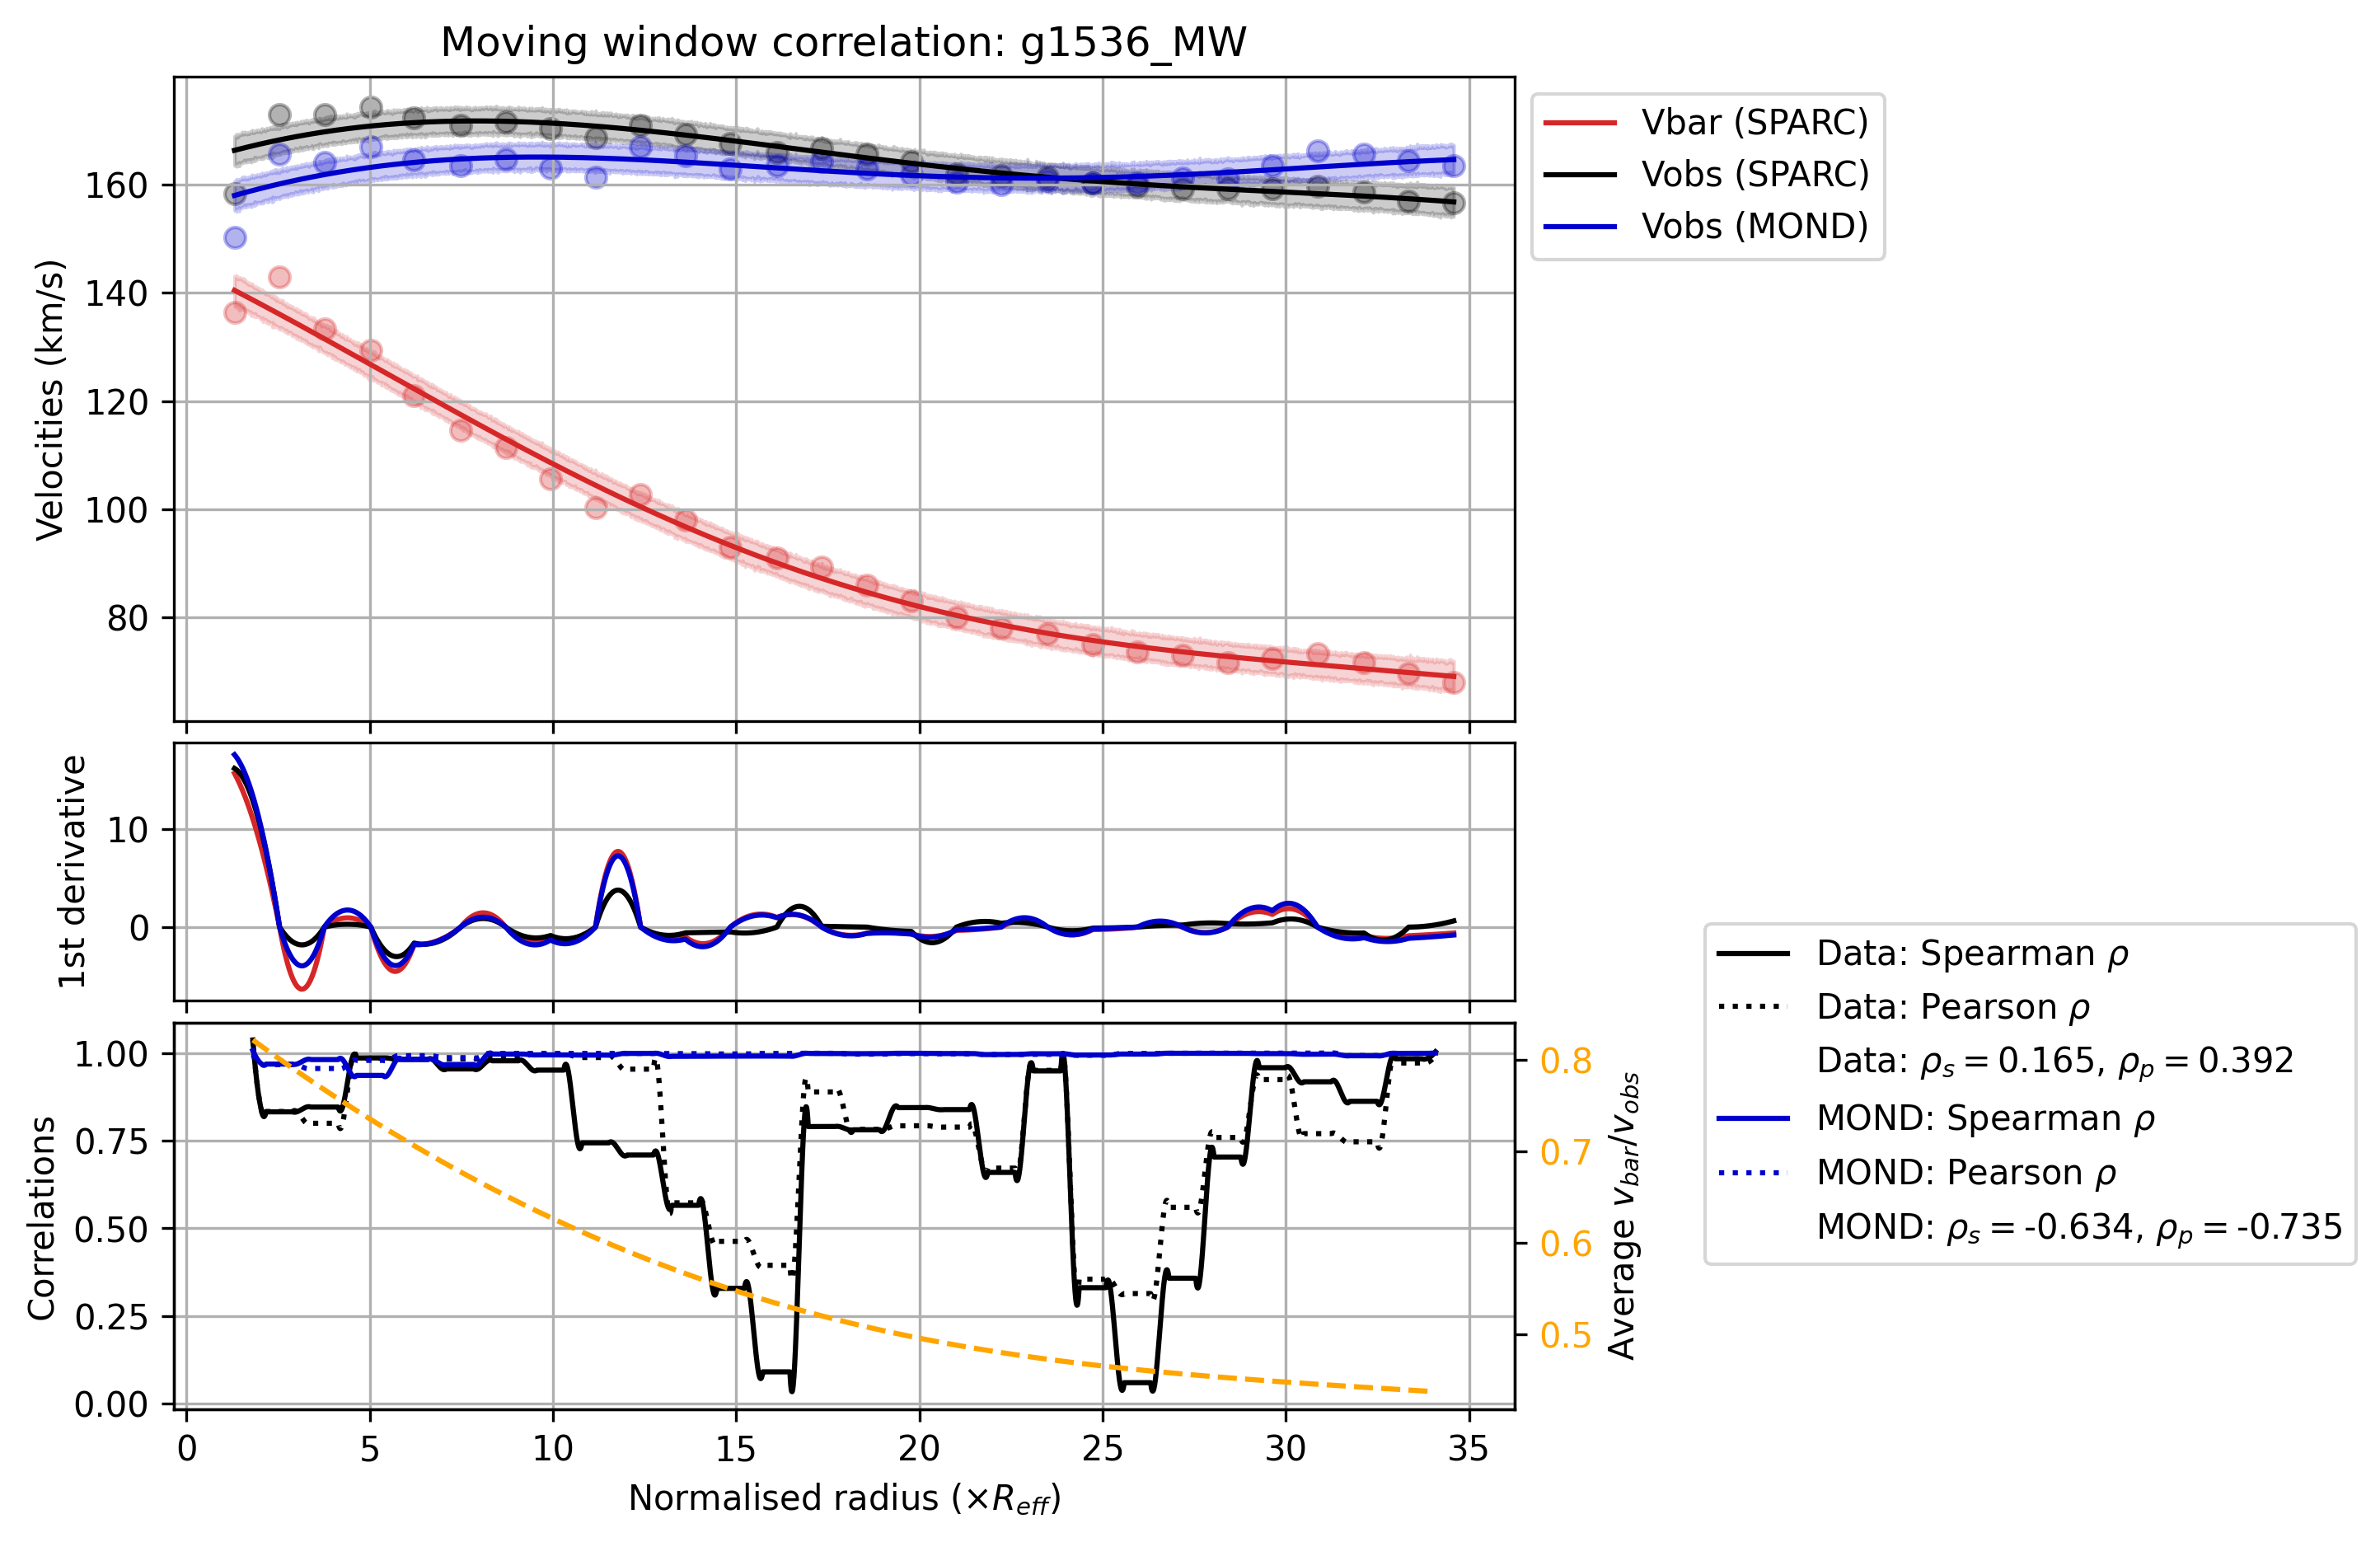 Moving window correlation: g1536_MW
Velocities (km/s)
160
140
120
100
80
Vbar (SPARC)
Vobs (SPARC)
Vobs (MOND)
1st derivative
10
0
Correlations
1.00
0.75
0.50
0.25
0.00
0.8
0.7
0.6
0.5
Average v_bar/v_obs
Data: Spearman ρ
Data: Pearson ρ
Data: ρ_s = 0.165, ρ_p = 0.392
MOND: Spearman ρ
MOND: Pearson ρ
MOND: ρ_s = -0.634, ρ_p = -0.735
0 5 10 15 20 25 30 35
Normalised radius (×R_eff)